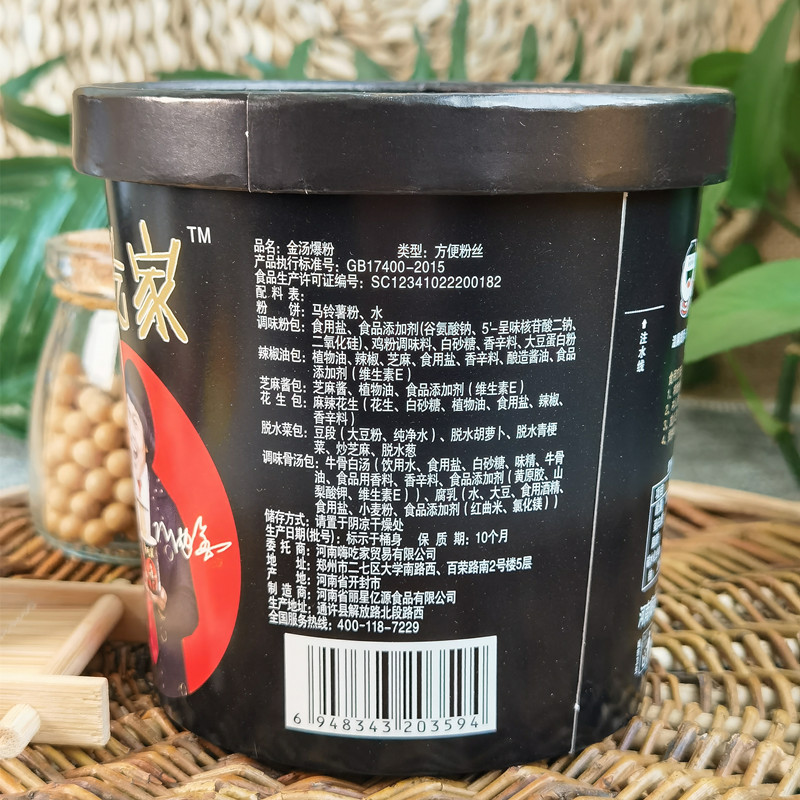 家 TM
品名：金汤爆粉 类型：方便粉丝
产品执行标准号：GB17400-2015
食品生产许可证编号：SC12341022200182
配料表：
粉饼：马铃薯粉、水
调味粉包：食用盐、食品添加剂(谷氨酸钠、5'-呈味核苷酸二钠、
二氧化硅)、鸡粉调味料、白砂糖、香辛料、大豆蛋白粉
辣椒油包：植物油、辣椒、芝麻、食用盐、香辛料、酿造酱油、食品
添加剂（维生素E）
芝麻酱包：芝麻酱、植物油、食品添加剂（维生素E）
花生包：麻辣花生（花生、白砂糖、植物油、食用盐、辣椒、
香辛料）
脱水菜包：豆段（大豆粉、纯净水）、脱水胡萝卜、脱水青梗
菜、炒芝麻、脱水葱
调味骨汤包：牛骨白汤（饮用水、食用盐、白砂糖、味精、牛骨
油、食品用香料、香辛料、食品添加剂（黄原胶、山
梨酸钾、维生素E））、腐乳（水、大豆、食用酒精、
食用盐、小麦粉、食品添加剂（红曲米、氯化镁））
储存方式：请置于阴凉干燥处
生产日期(批号)：标示于桶身 保质期：10个月
委托商：河南嗨吃家贸易有限公司
地址：郑州市二七区大学南路西、百荣路南2号楼5层
产地：河南省开封市
制造商：河南省丽星亿源食品有限公司
生产地址：通许县解放路北段路西
全国服务热线：400-118-7229
6 948343 203594
注水线